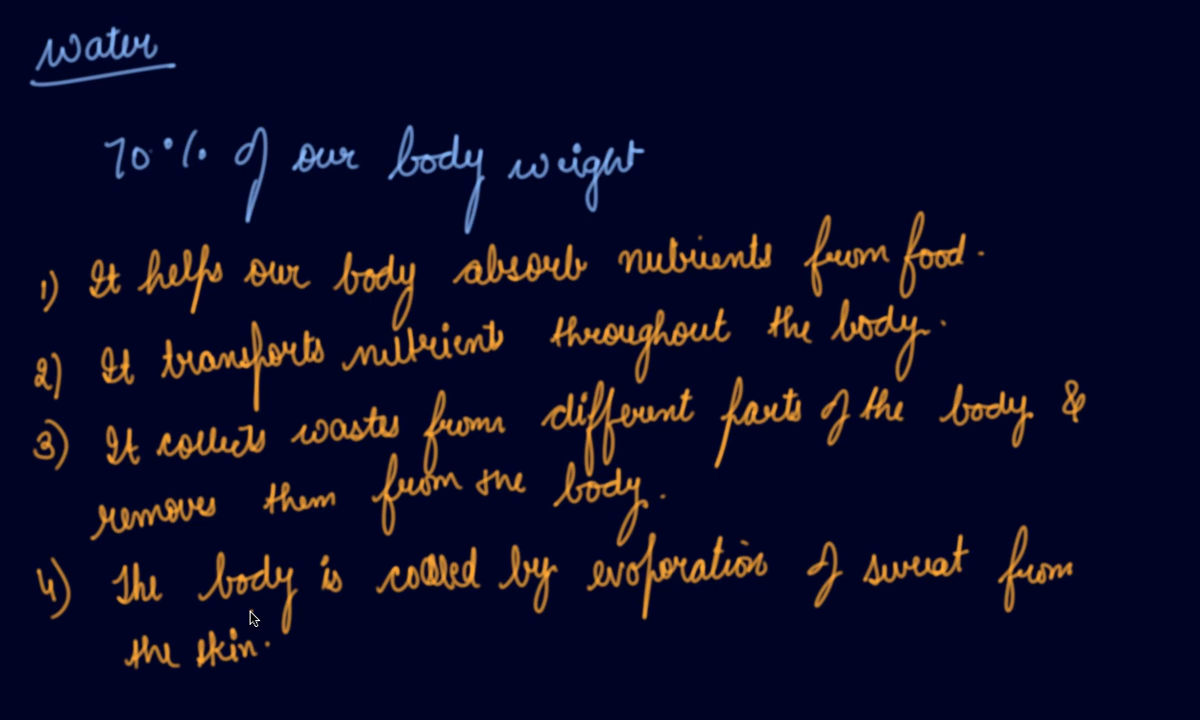 water
70% of our body weight
1) It helps our body absorb nutrients from food.
2) It transports nutrients throughout the body.
3) It collects wastes from different parts of the body &
removes them from the body.
4) The body is cooled by evaporation of sweat from
the skin.